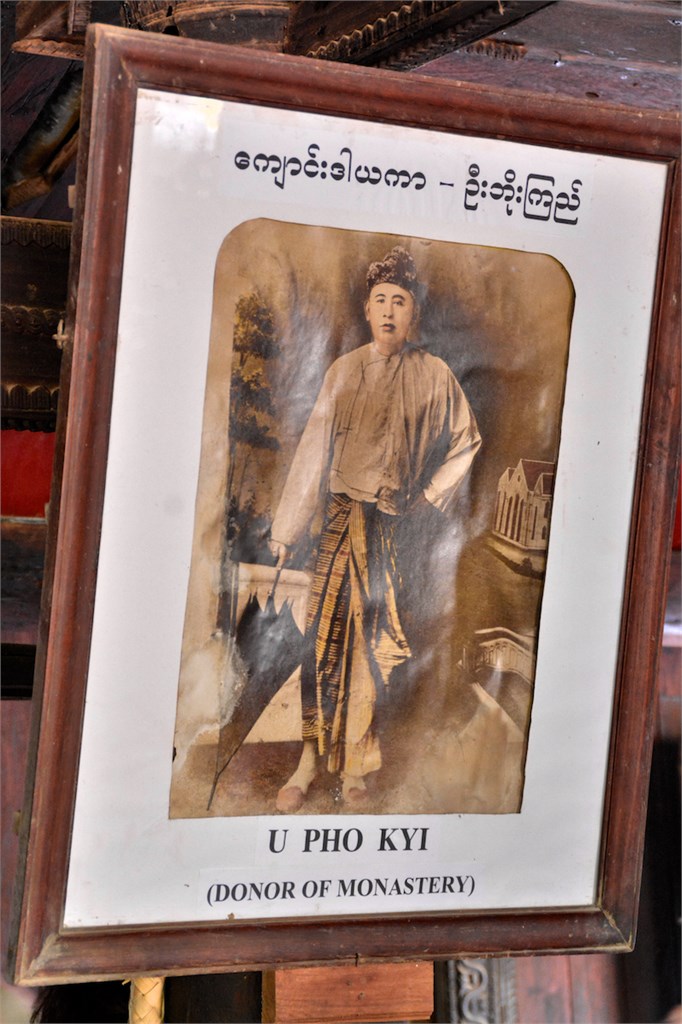 ကျောင်းဒါယကာ - ဦးဘိုးကြည်
U PHO KYI
(DONOR OF MONASTERY)